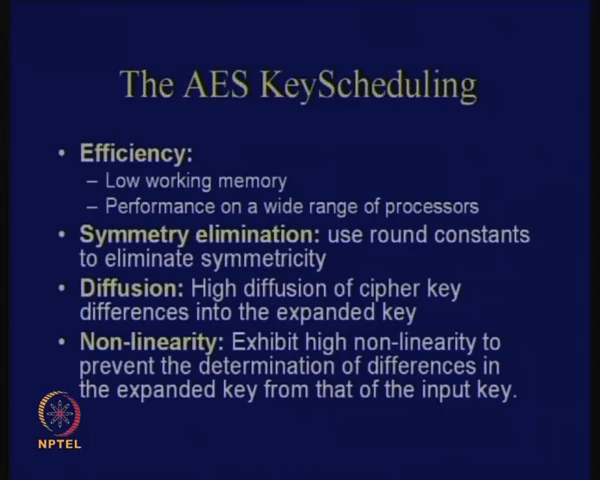 The AES KeyScheduling
• Efficiency:
– Low working memory
– Performance on a wide range of processors
• Symmetry elimination: use round constants
to eliminate symmetricity
• Diffusion: High diffusion of cipher key
differences into the expanded key
• Non-linearity: Exhibit high non-linearity to
prevent the determination of differences in
the expanded key from that of the input key.
NPTEL